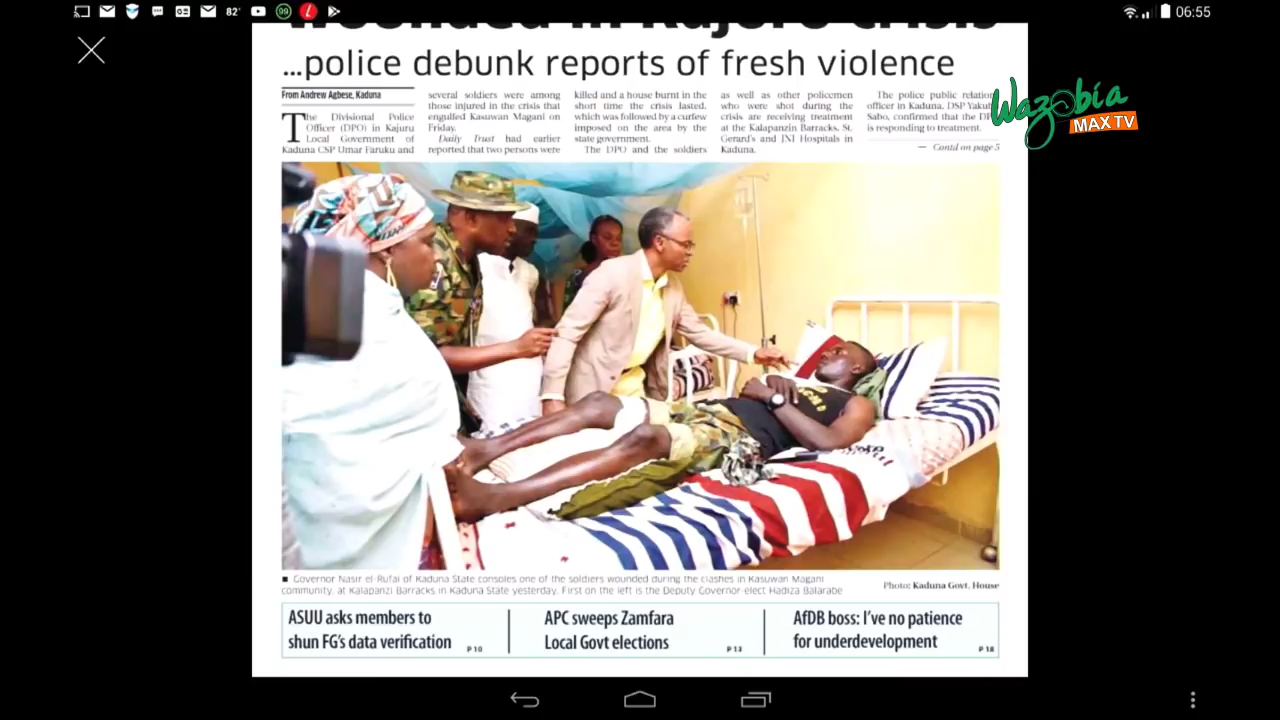 82°
99
06:55
wounded in Kajuru crisis
...police debunk reports of fresh violence
From Andrew Agbese, Kaduna
The Divisional Police
Officer (DPO) in Kajuru
Local Government of
Kaduna CSP Umar Faruku and
several soldiers were among
those injured in the crisis that
engulfed Kasuwan Magani on
Friday.
Daily Trust had earlier
reported that two persons were
killed and a house burnt in the
short time the crisis lasted,
which was followed by a curfew
imposed on the area by the
state government.
The DPO and the soldiers
as well as other policemen
who were shot during the
crisis are receiving treatment
at the Kalapanzin Barracks, St.
Gerard's and JNI Hospitals in
Kaduna.
The police public relation
officer in Kaduna, DSP Yakub
Sabo, confirmed that the
is responding to treatment.
— Contd on page 5
Wazobia
MAX TV
■ Governor Nasir el-Rufai of Kaduna State consoles one of the soldiers wounded during the clashes in Kasuwan Magani
community, at Kalapanzi Barracks in Kaduna State yesterday. First on the left is the Deputy Governor-elect Hadiza Balarabe
Photo: Kaduna Govt. House
ASUU asks members to
shun FG's data verification P 10
APC sweeps Zamfara
Local Govt elections P 13
AfDB boss: I've no patience
for underdevelopment P 18